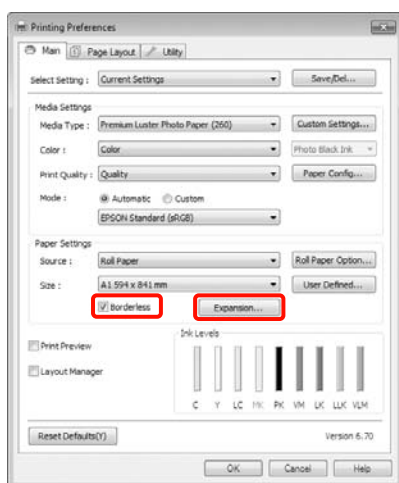 Printing Preferences
Main Page Layout Utility
Select Setting : Current Settings Save/Del...
Media Settings
Media Type : Premium Luster Photo Paper (260) Custom Settings...
Color : Color Photo Black Ink
Print Quality : Quality Paper Config...
Mode : Automatic Custom
EPSON Standard (sRGB)
Paper Settings
Source : Roll Paper Roll Paper Option...
Size : A1 594 x 841 mm User Defined...
Borderless Expansion...
Ink Levels
Print Preview
Layout Manager
C Y LC MK PK VM LK LLK VLM
Reset Defaults(Y) Version 6.70
OK Cancel Help